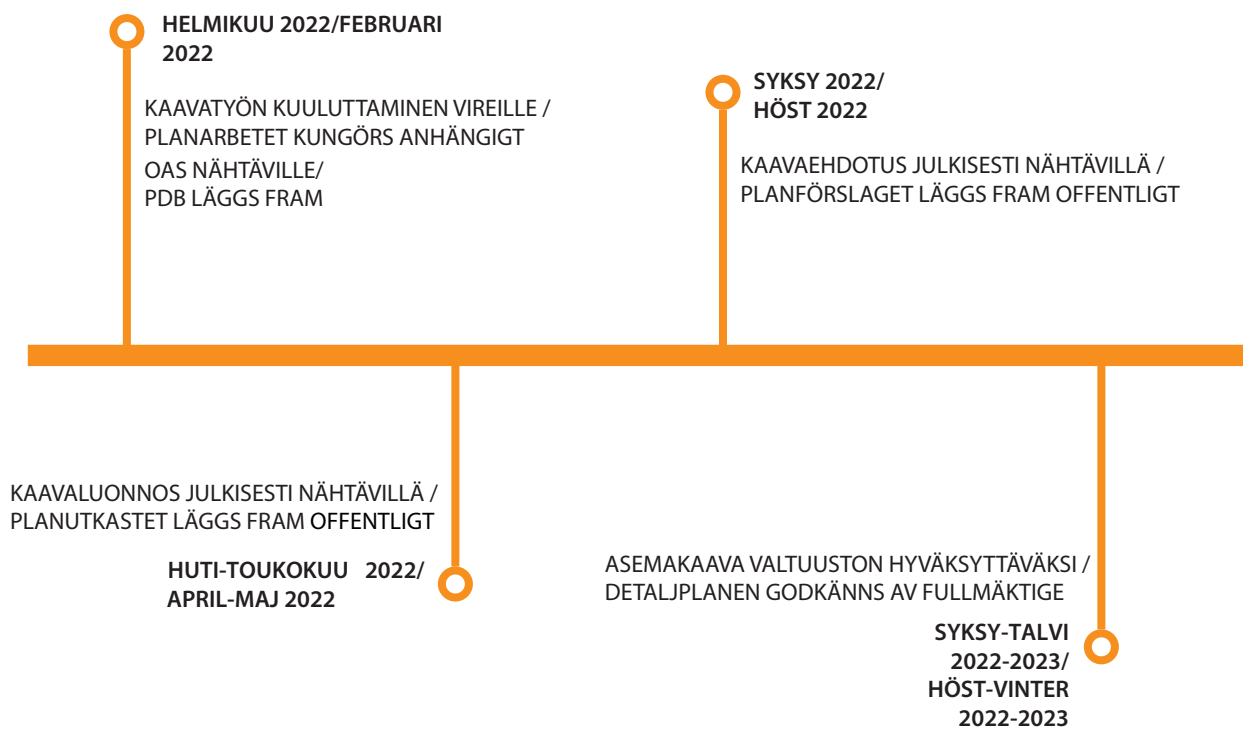 HELMIKUU 2022/FEBRUARI
2022
KAAVATYÖN KUULUTTAMINEN VIREILLE /
PLANARBETET KUNGÖRS ANHÄNGIGT
OAS NÄHTÄVILLE/
PDB LÄGGS FRAM
SYKSY 2022/
HÖST 2022
KAAVAEHDOTUS JULKISESTI NÄHTÄVILLÄ /
PLANFÖRSLAGET LÄGGS FRAM OFFENTLIGT
KAAVALUONNOS JULKISESTI NÄHTÄVILLÄ /
PLANUTKASTET LÄGGS FRAM OFFENTLIGT
HUTI-TOUKOKUU 2022/
APRIL-MAJ 2022
ASEMAKAAVA VALTUUSTON HYVÄKSYTTÄVÄKSI /
DETALJPLANEN GODKÄNNS AV FULLMÄKTIGE
SYKSY-TALVI
2022-2023/
HÖST-VINTER
2022-2023